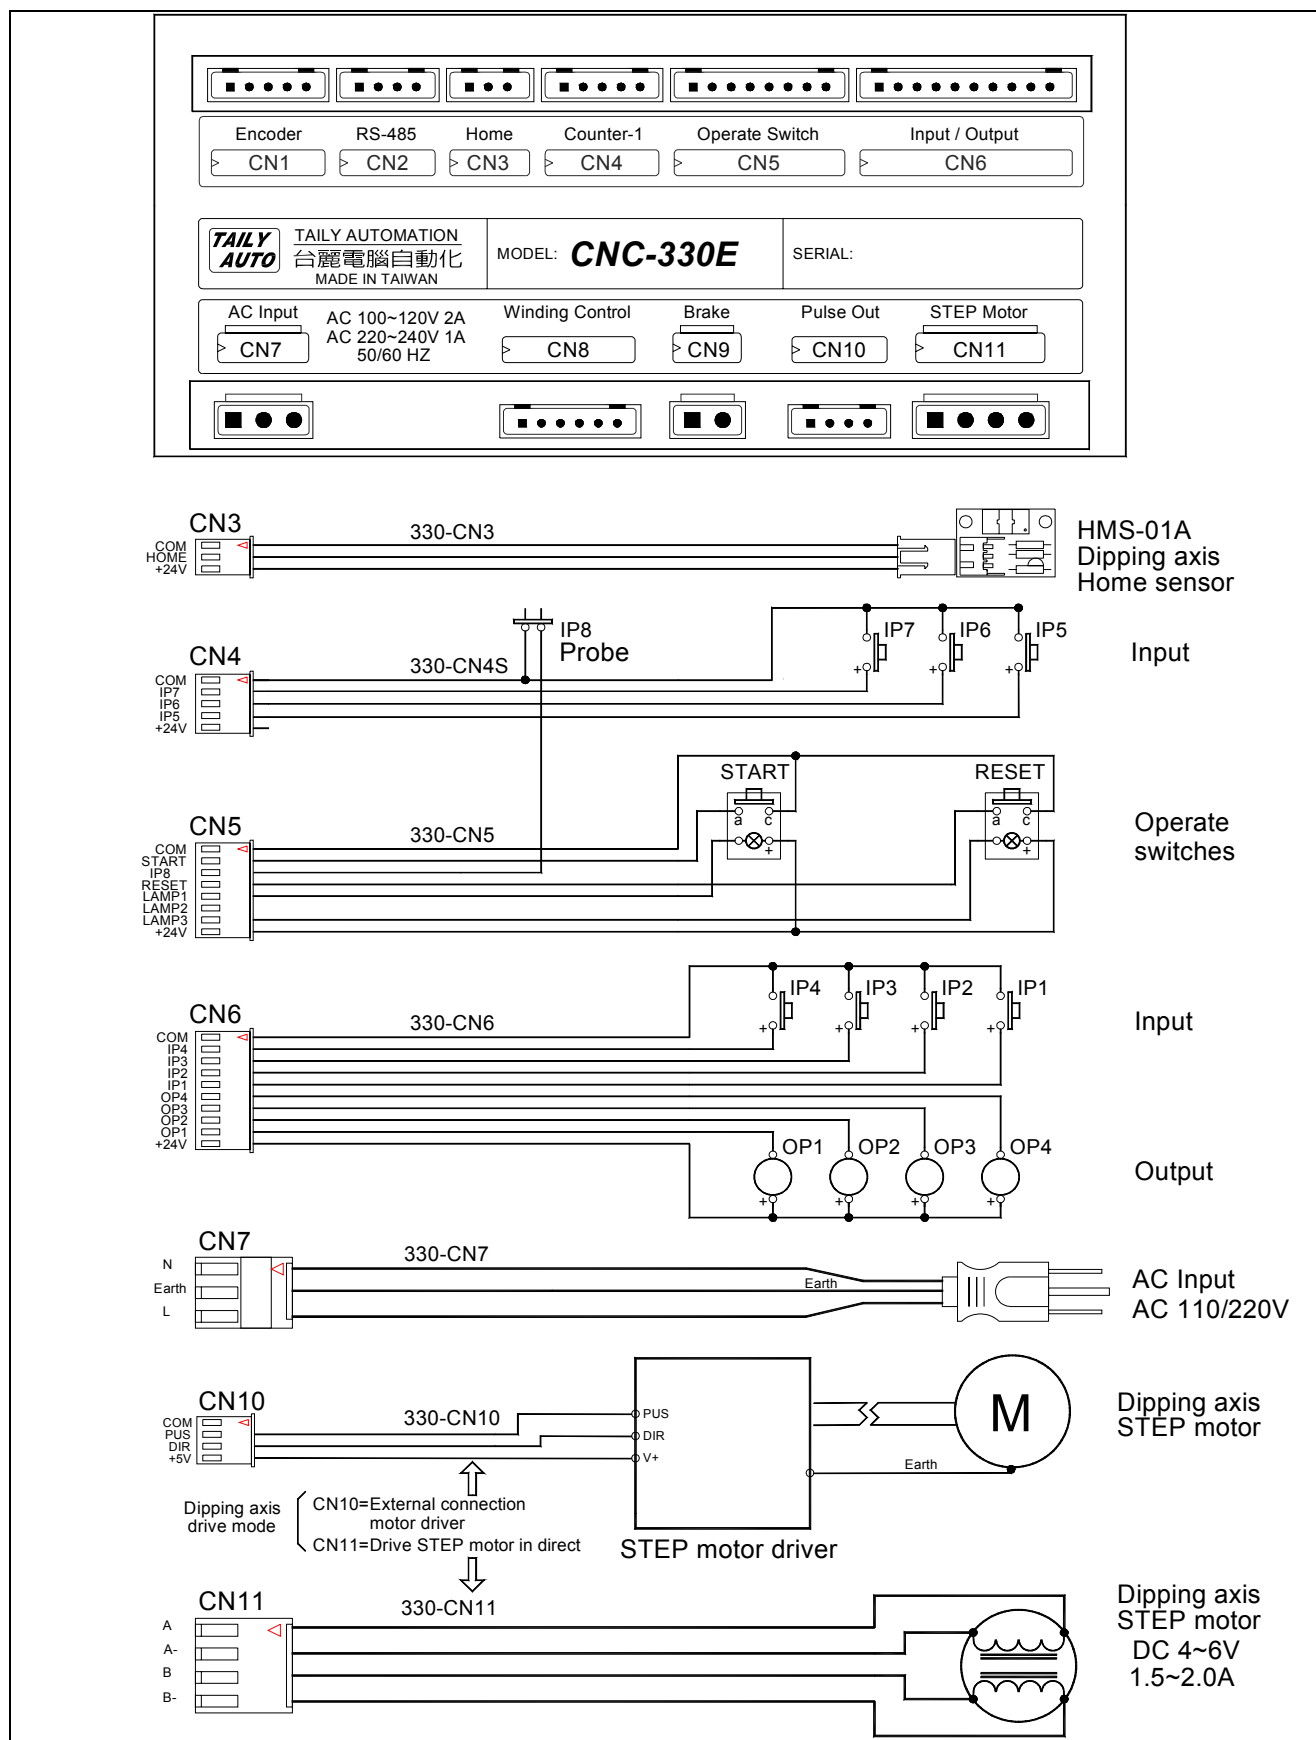 Encoder RS-485 Home Counter-1 Operate Switch Input / Output
CN1 CN2 CN3 CN4 CN5 CN6
TAILY AUTO
TAILY AUTOMATION
台麗電腦自動化
MADE IN TAIWAN
MODEL: CNC-330E
SERIAL:
AC Input
CN7
AC 100~120V 2A
AC 220~240V 1A
50/60 HZ
Winding Control Brake Pulse Out STEP Motor
CN8 CN9 CN10 CN11
CN3
COM
HOME
+24V
330-CN3
HMS-01A
Dipping axis
Home sensor
CN4
COM
IP7
IP6
IP5
+24V
330-CN4S
IP8
Probe
IP7 IP6 IP5
+ + +
Input
CN5
COM
START
IP8
RESET
LAMP1
LAMP2
LAMP3
+24V
330-CN5
START
a c
+
RESET
a c
+
Operate
switches
CN6
COM
IP4
IP3
IP2
IP1
OP4
OP3
OP2
OP1
+24V
330-CN6
IP4 IP3 IP2 IP1
+ + + +
Input
OP1 OP2 OP3 OP4
+ + + +
Output
CN7
N
Earth
L
330-CN7
Earth
AC Input
AC 110/220V
CN10
COM
PUS
DIR
+5V
330-CN10
PUS
DIR
V+
STEP motor driver
Earth
M
Dipping axis
STEP motor
Dipping axis
drive mode
CN10=External connection
motor driver
CN11=Drive STEP motor in direct
CN11
A
A-
B
B-
330-CN11
Dipping axis
STEP motor
DC 4~6V
1.5~2.0A